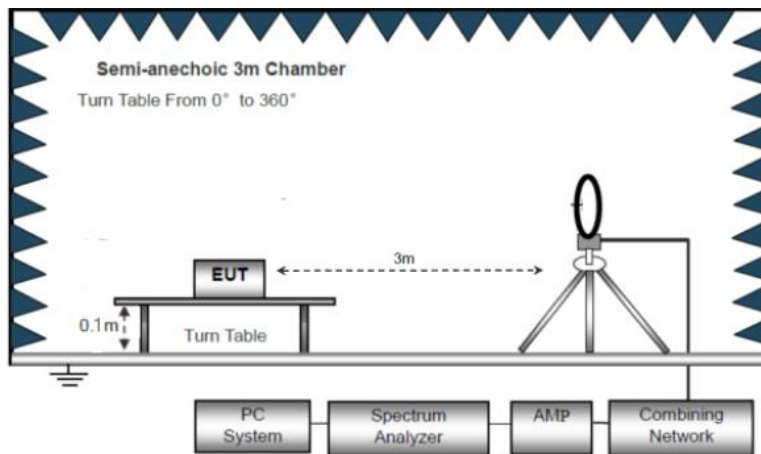 Semi-anechoic 3m Chamber
Turn Table From 0° to 360°
EUT
3m
0.1m
Turn Table
PC
System
Spectrum
Analyzer
AMP
Combining
Network